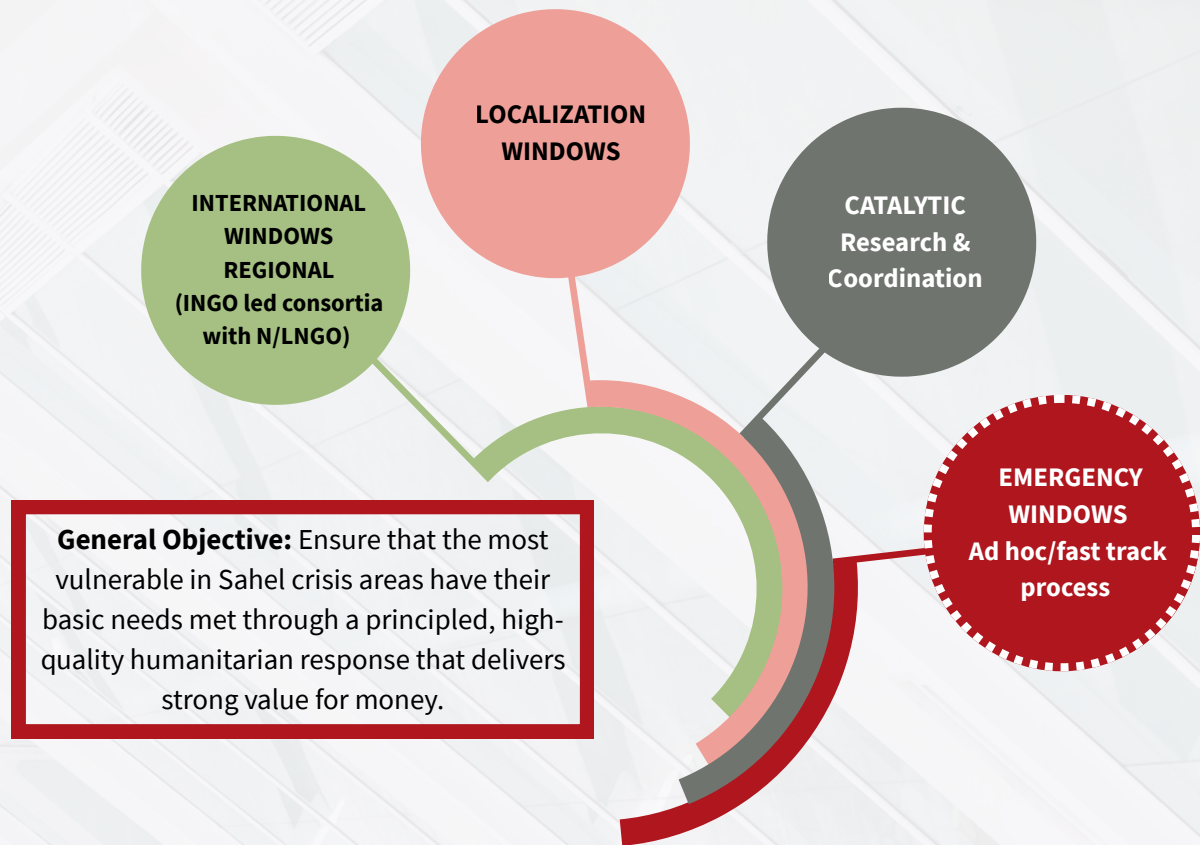 LOCALIZATION
WINDOWS
INTERNATIONAL
WINDOWS
REGIONAL
(INGO led consortia
with N/LNGO)
CATALYTIC
Research &
Coordination
EMERGENCY
WINDOWS
Ad hoc/fast track
process
General Objective: Ensure that the most
vulnerable in Sahel crisis areas have their
basic needs met through a principled, high-
quality humanitarian response that delivers
strong value for money.